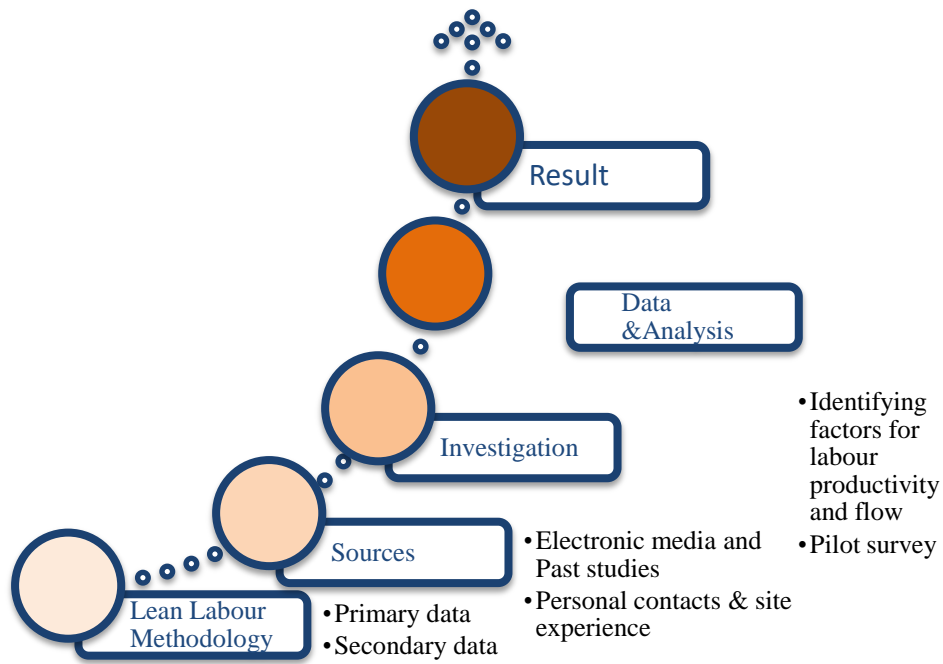 Result
Data
&Analysis
Investigation
•Identifying
factors for
labour
productivity
and flow
•Pilot survey
Sources
•Electronic media and
Past studies
•Personal contacts & site
experience
Lean Labour
Methodology
•Primary data
•Secondary data